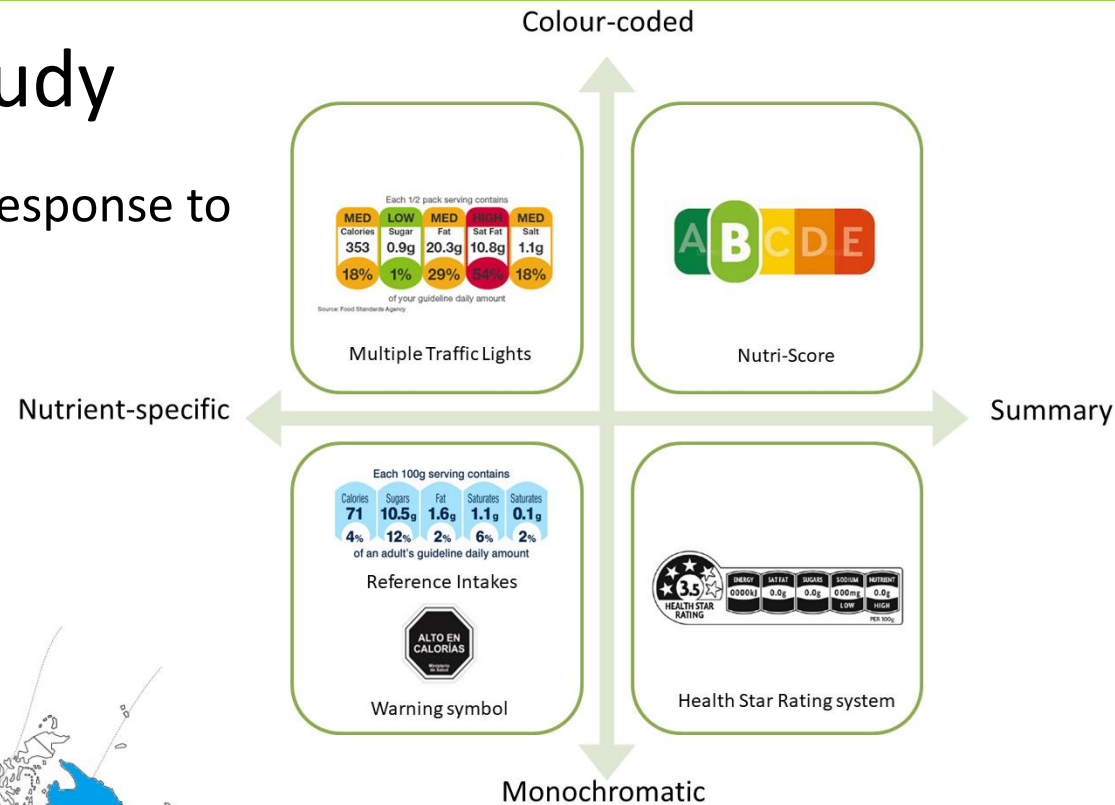 Colour-coded
udy
esponse to
Each 1/2 pack serving contains
MED LOW MED HIGH MED
Calories Sugar Fat Sat Fat Salt
353 0.9g 20.3g 10.8g 1.1g
18% 1% 29% 54% 18%
of your guideline daily amount
Source: Food Standards Agency
Multiple Traffic Lights
A B C D E
Nutri-Score
Nutrient-specific
Summary
Each 100g serving contains
Calories Sugars Fat Saturates Saturates
71 10.5g 1.6g 1.1g 0.1g
4% 12% 2% 6% 2%
of an adult's guideline daily amount
Reference Intakes
ALTO EN
CALORÍAS
Ministerio
de Salud
Warning symbol
3.5
HEALTH STAR
RATING
ENERGY SAT FAT SUGARS SODIUM NUTRIENT
0000kJ 0.0g 0.0g 000mg 0.0g
LOW HIGH
PER 100g
Health Star Rating system
Monochromatic